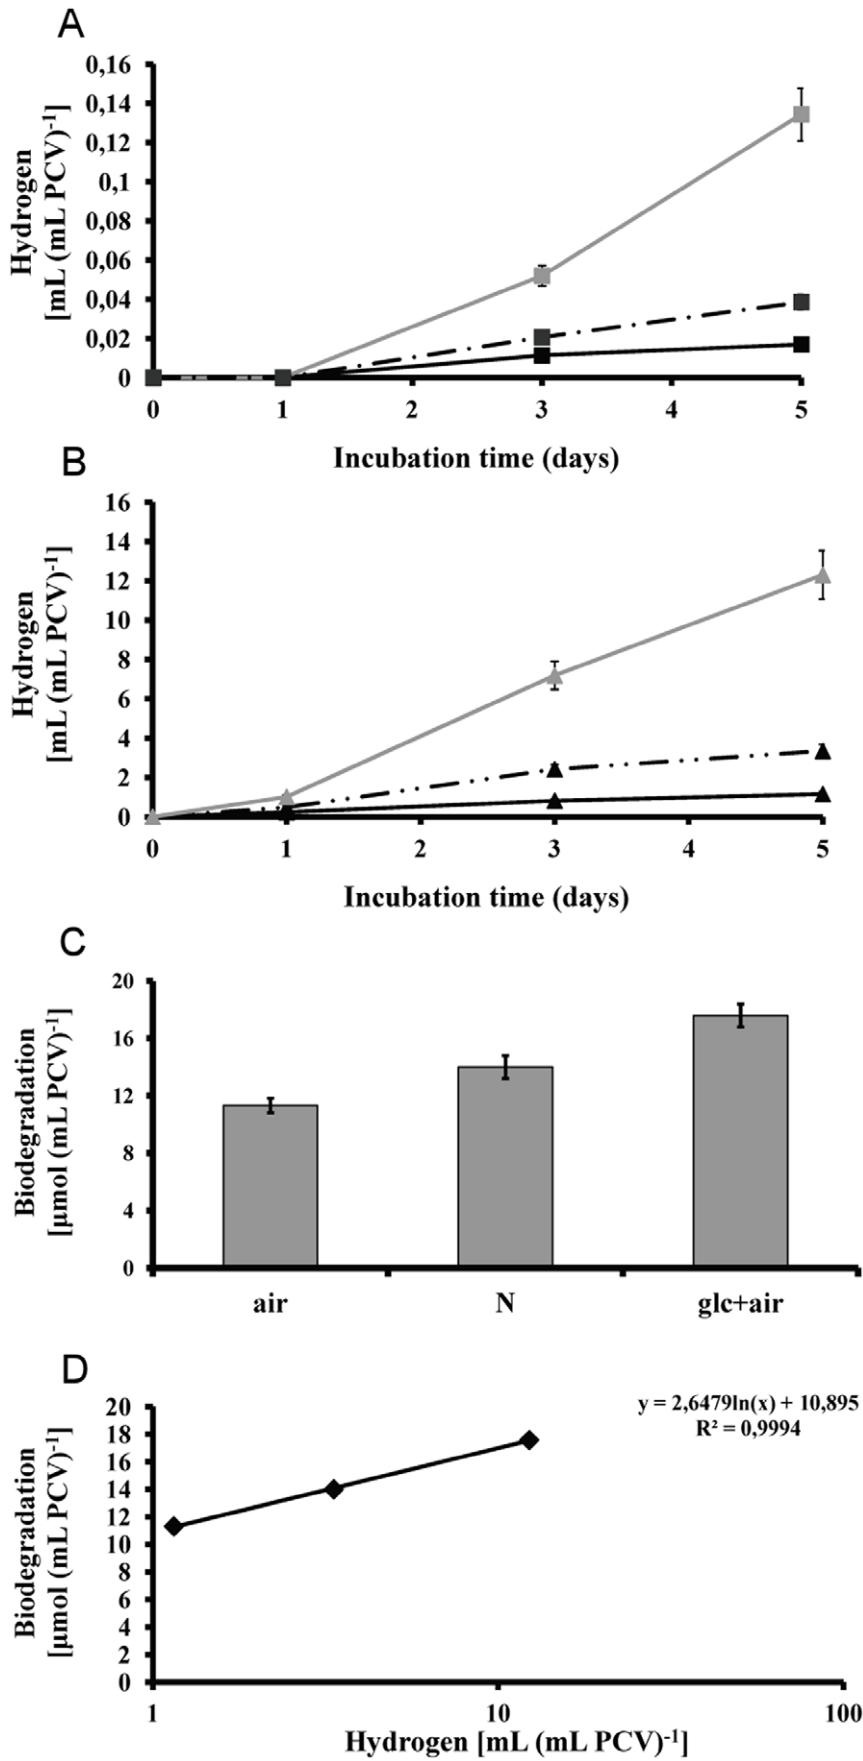 A
0,16
0,14
0,12
0,1
0,08
0,06
0,04
0,02
0
Hydrogen
[mL (mL PCV)-1]
0 1 2 3 4 5
Incubation time (days)
B
16
14
12
10
8
6
4
2
0
Hydrogen
[mL (mL PCV)-1]
0 1 2 3 4 5
Incubation time (days)
C
20
16
12
8
4
0
Biodegradation
[µmol (mL PCV)-1]
air N glc+air
D
20
18
16
14
12
10
8
6
4
2
0
Biodegradation
[µmol (mL PCV)-1]
y = 2,6479ln(x) + 10,895
R² = 0,9994
1 10 100
Hydrogen [mL (mL PCV)-1]